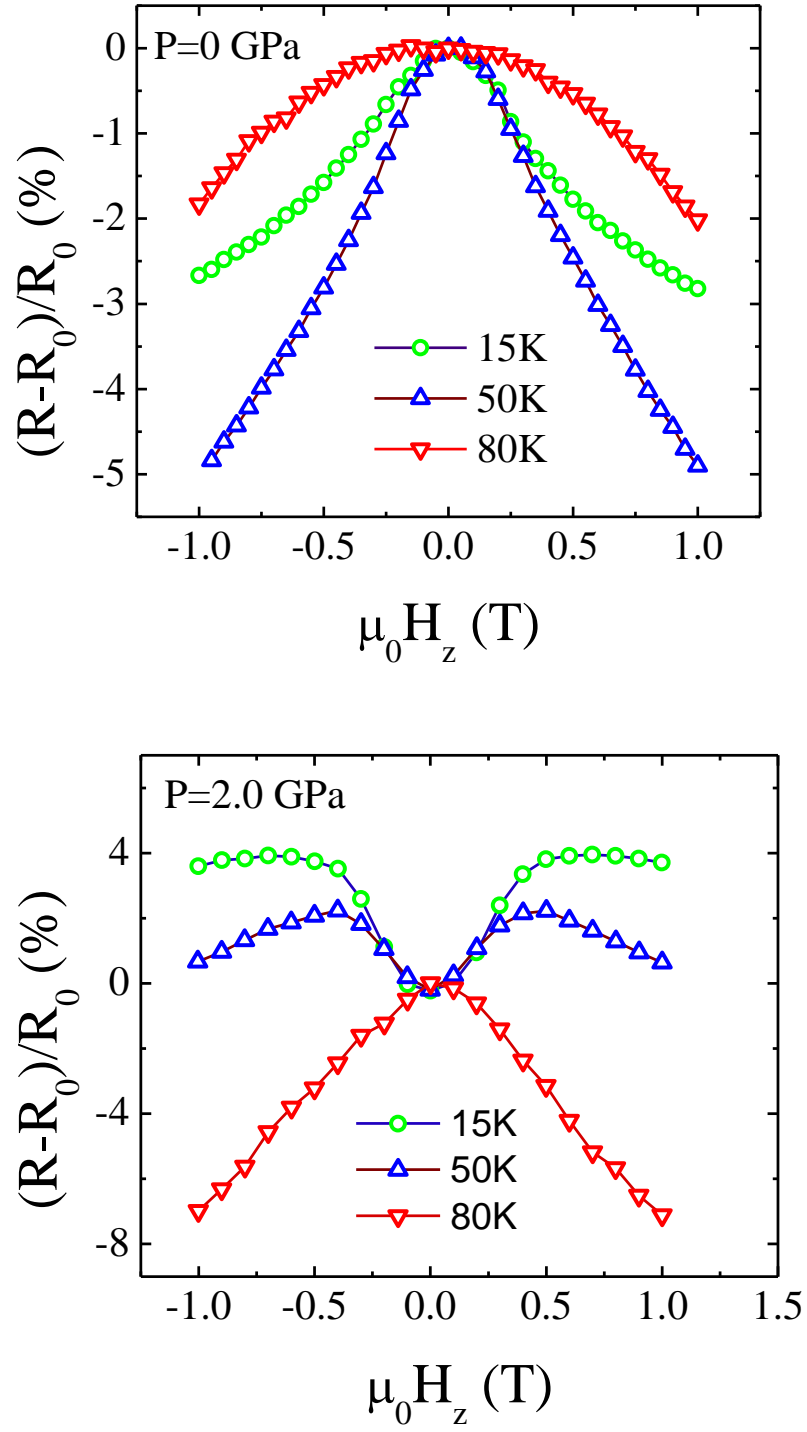 P=0 GPa
0
-1
-2
-3
-4
-5
(R-R₀)/R₀ (%)
15K
50K
80K
-1.0 -0.5 0.0 0.5 1.0
μ₀H_z (T)
P=2.0 GPa
4
0
-4
-8
(R-R₀)/R₀ (%)
15K
50K
80K
-1.0 -0.5 0.0 0.5 1.0 1.5
μ₀H_z (T)